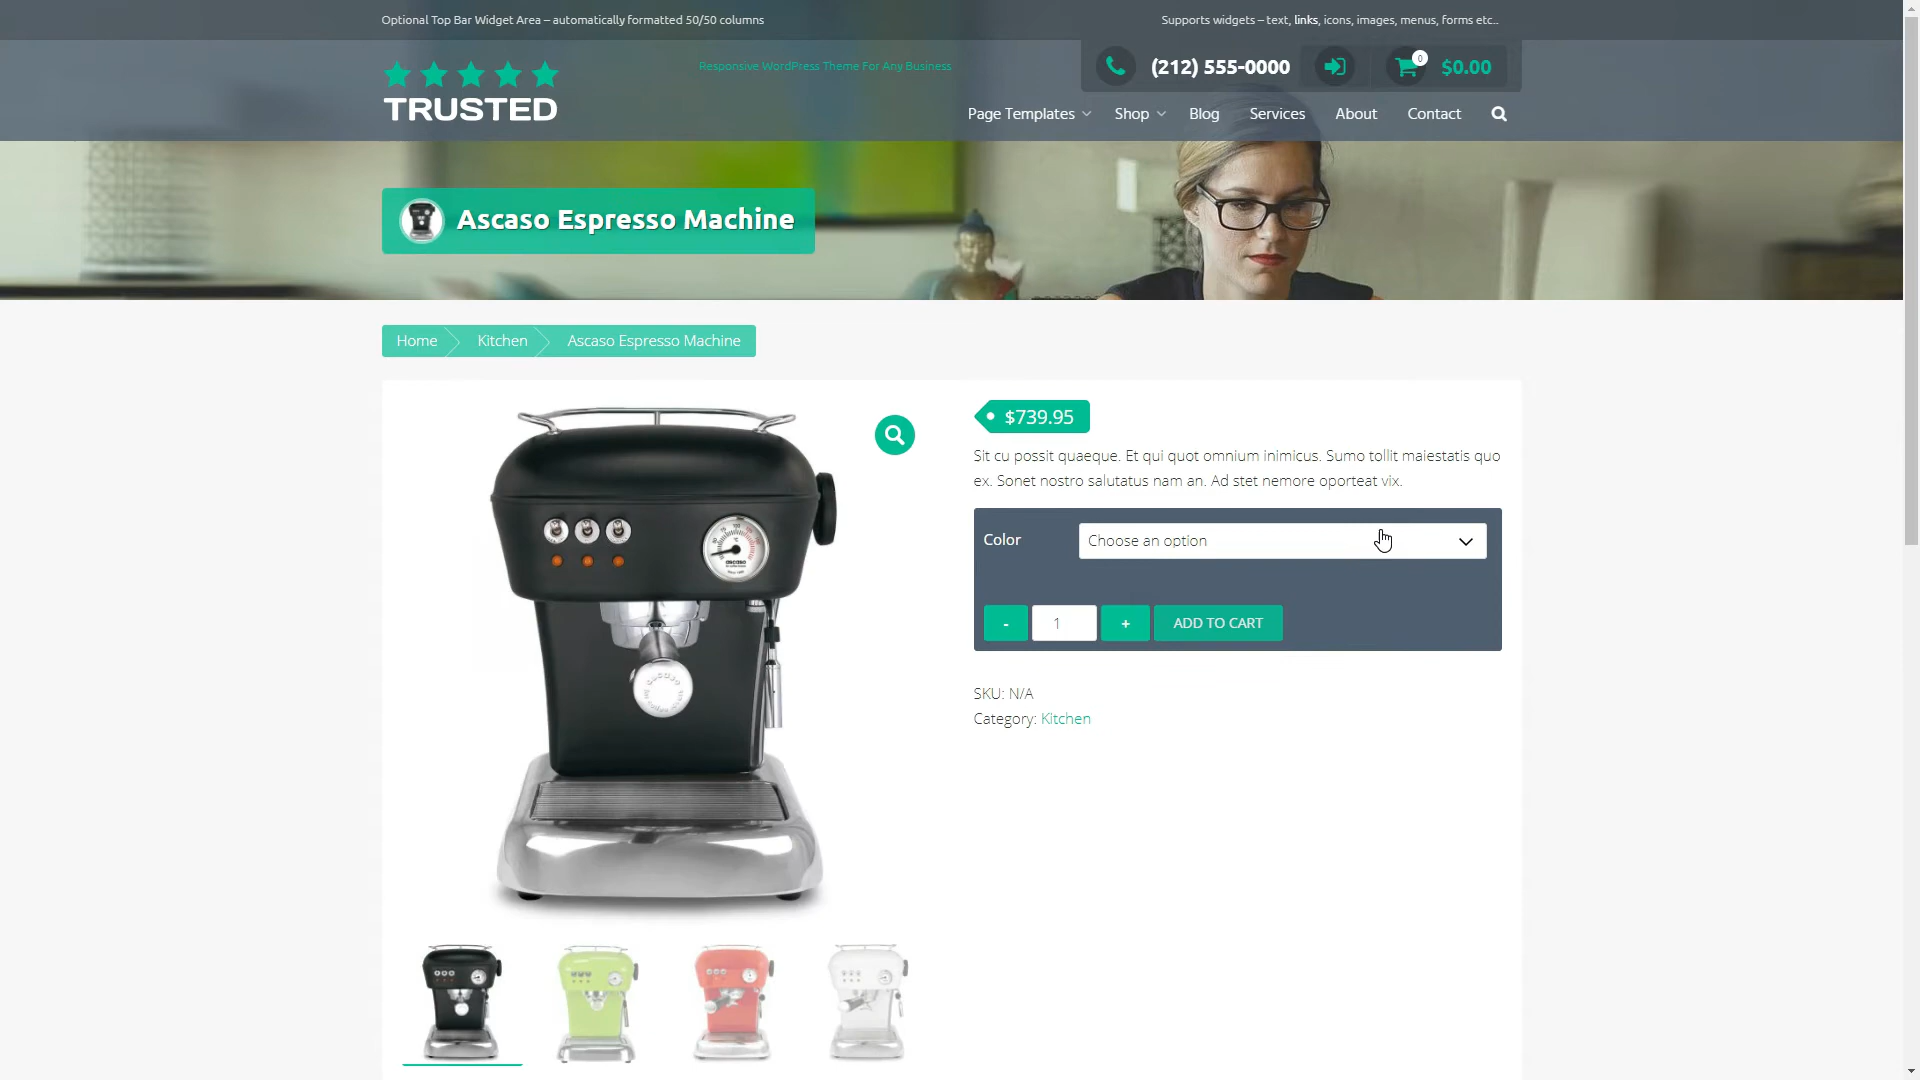 Optional Top Bar Widget Area – automatically formatted 50/50 columns
Supports widgets – text, links, icons, images, menus, forms etc..
TRUSTED
Responsive WordPress Theme For Any Business
(212) 555-0000
0
$0.00
Page Templates
Shop
Blog
Services
About
Contact
Ascaso Espresso Machine
Home
Kitchen
Ascaso Espresso Machine
$739.95
Sit cu possit quaeque. Et qui quot omnium inimicus. Sumo tollit maiestatis quo
ex. Sonet nostro salutatus nam an. Ad stet nemore oporteat vix.
Color
Choose an option
-
1
+
ADD TO CART
SKU: N/A
Category: Kitchen
ascaso